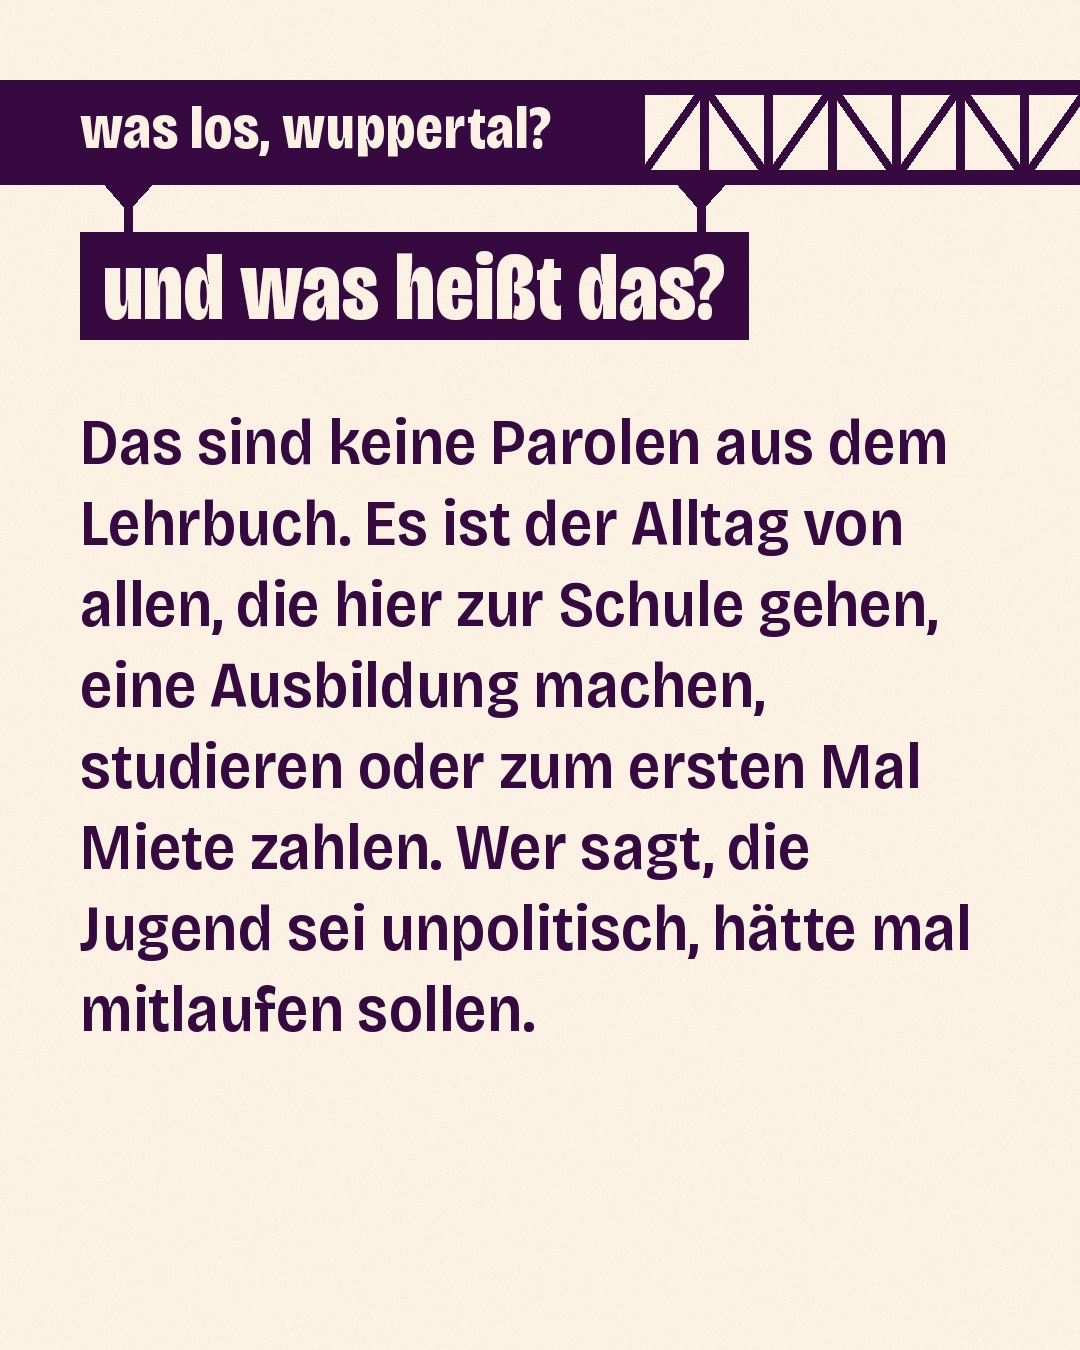 was los, wuppertal?
und was heißt das?
Das sind keine Parolen aus dem
Lehrbuch. Es ist der Alltag von
allen, die hier zur Schule gehen,
eine Ausbildung machen,
studieren oder zum ersten Mal
Miete zahlen. Wer sagt, die
Jugend sei unpolitisch, hätte mal
mitlaufen sollen.